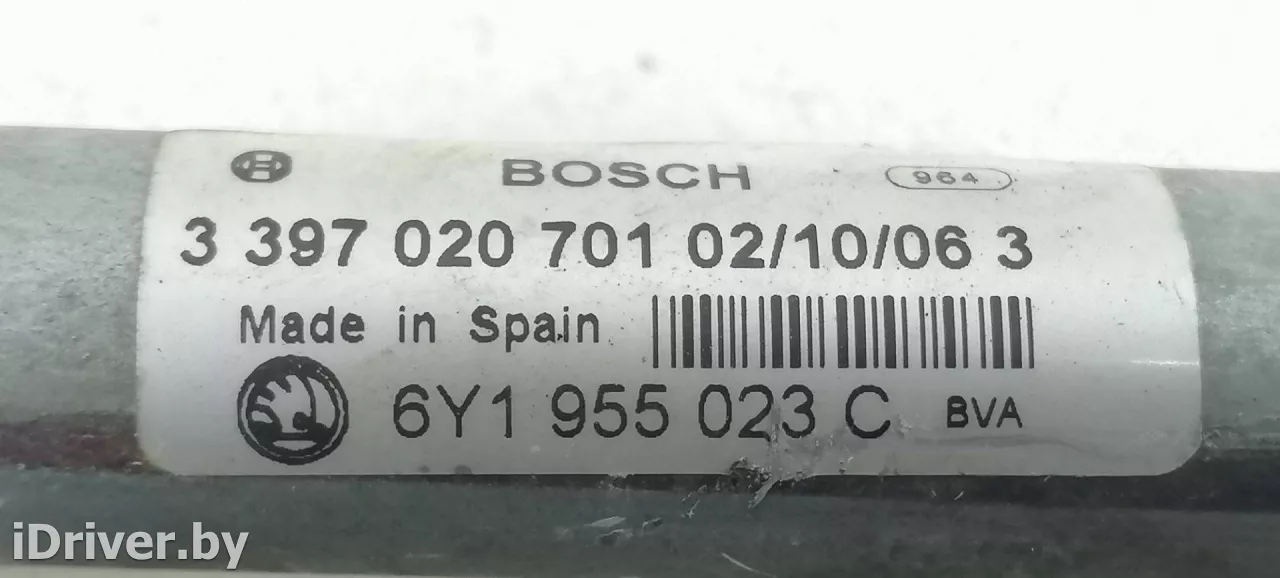 BOSCH 964
3 397 020 701 02/10/06 3
Made in Spain
6Y1 955 023 C BVA
iDriver.by